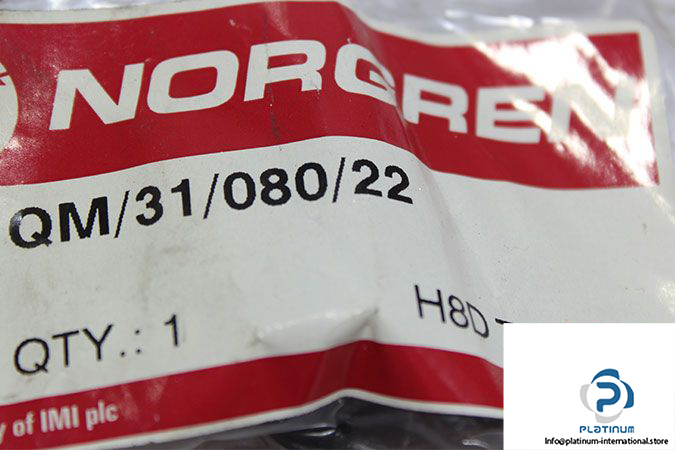 NORGREN
QM/31/080/22
QTY.: 1
H8D
of IMI plc
PLATINUM
info@platinum-international.store